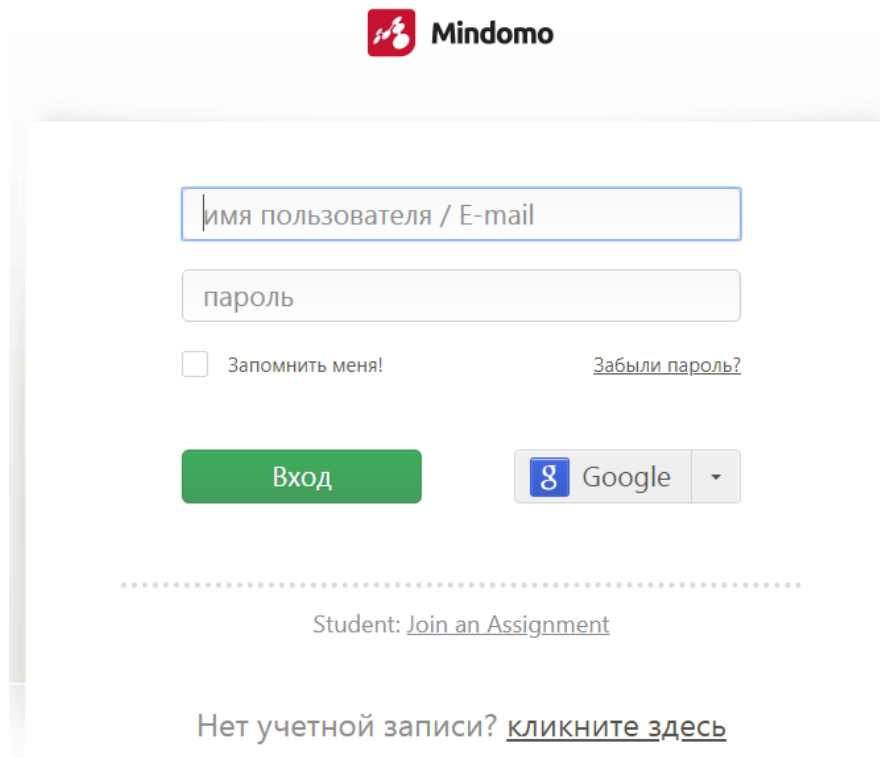 Mindomo
имя пользователя / E-mail
пароль
Запомнить меня! Забыли пароль?
Вход g Google
Student: Join an Assignment
Нет учетной записи? кликните здесь